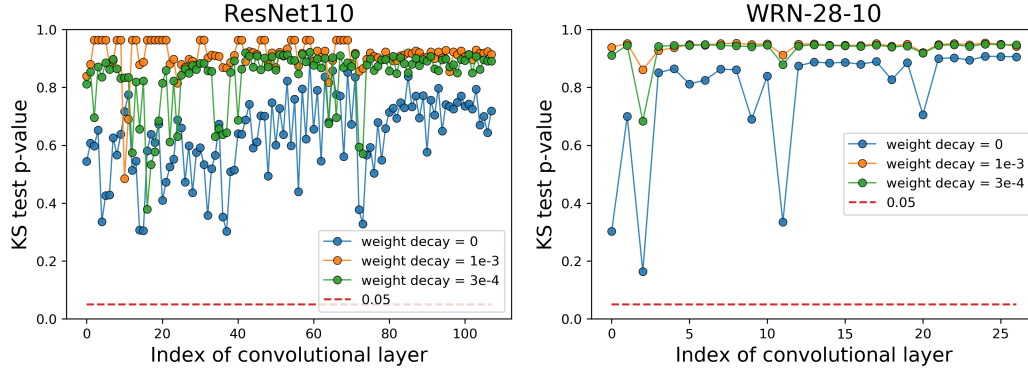 ResNet110
KS test p-value
1.0
0.8
0.6
0.4
0.2
0.0
weight decay = 0
weight decay = 1e-3
weight decay = 3e-4
0.05
0 20 40 60 80 100
Index of convolutional layer
WRN-28-10
KS test p-value
1.0
0.8
0.6
0.4
0.2
0.0
weight decay = 0
weight decay = 1e-3
weight decay = 3e-4
0.05
0 5 10 15 20 25
Index of convolutional layer